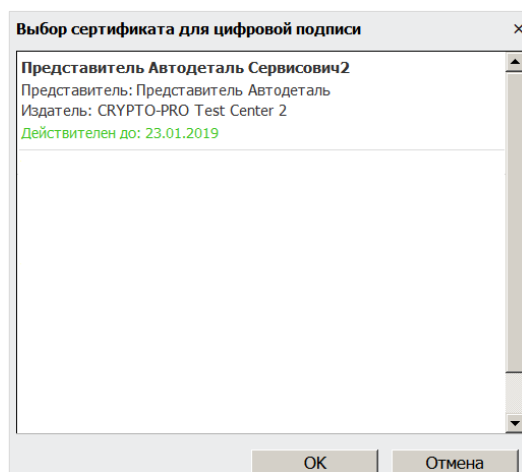 Выбор сертификата для цифровой подписи
Представитель Автодеталь Сервисович2
Представитель: Представитель Автодеталь
Издатель: CRYPTO-PRO Test Center 2
Действителен до: 23.01.2019
OK Отмена